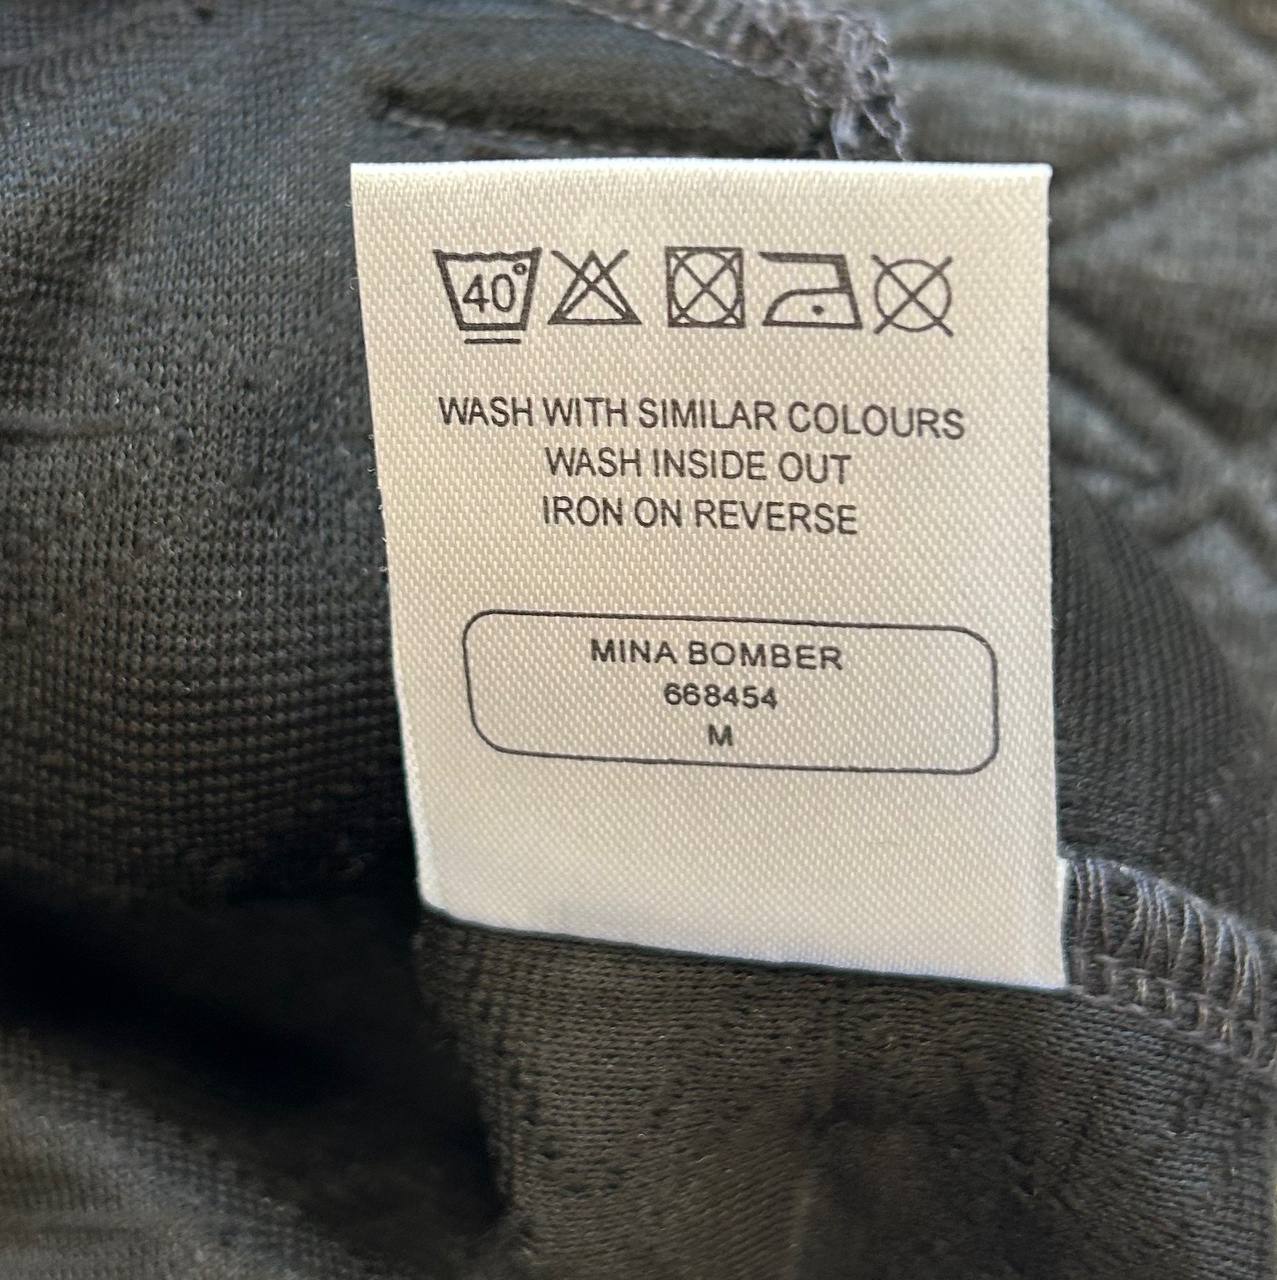 40°
WASH WITH SIMILAR COLOURS
WASH INSIDE OUT
IRON ON REVERSE
MINA BOMBER
668454
M